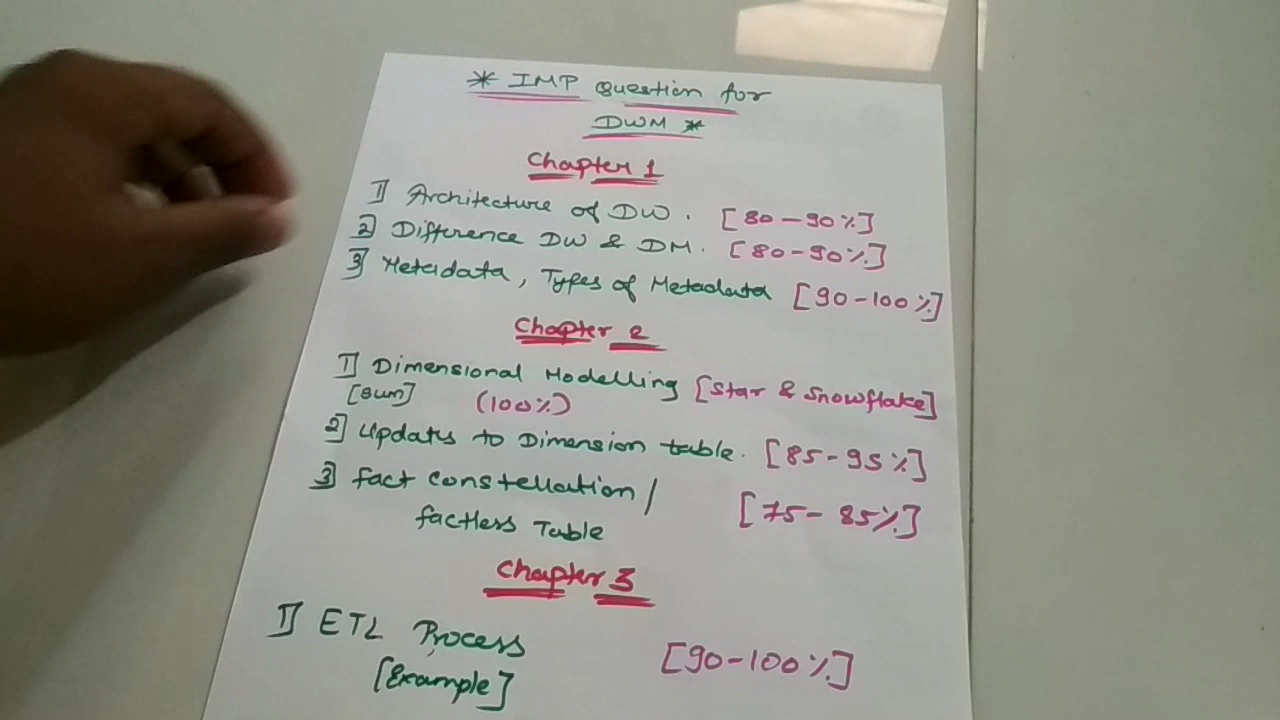 * IMP Question for
DWM *
Chapter 1
1] Architecture of DW. [80-90%]
2] Difference DW & DM. [80-90%]
3] Metadata, Types of Metadata [90-100%]
Chapter 2
1] Dimensional Modelling [Star & Snowflake]
[Sum] (100%)
2] Updates to Dimension table. [85-95%]
3] Fact constellation / [75-85%]
factless Table
Chapter 3
1] ETL Process [90-100%]
[Example]